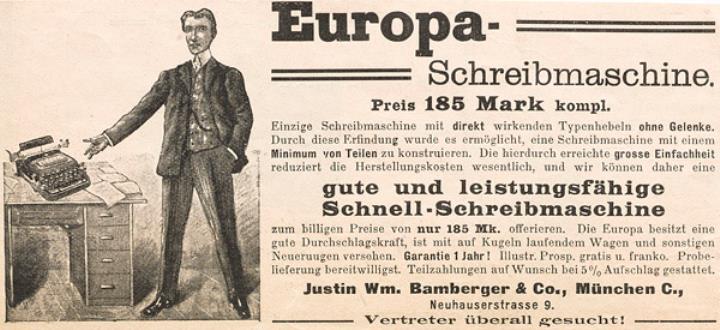 Europa-
Schreibmaschine.
Preis 185 Mark kompl.
Einzige Schreibmaschine mit direkt wirkenden Typenhebeln ohne Gelenke.
Durch diese Erfindung wurde es ermöglicht, eine Schreibmaschine mit einem
Minimum von Teilen zu konstruieren. Die hierdurch erreichte grosse Einfachheit
reduziert die Herstellungskosten wesentlich, und wir können daher eine
gute und leistungsfähige
Schnell-Schreibmaschine
zum billigen Preise von nur 185 Mk. offerieren. Die Europa besitzt eine
gute Durchschlagskraft, ist mit auf Kugeln laufendem Wagen und sonstigen
Neueruugen versehen. Garantie 1 Jahr! Illustr. Prosp. gratis u. franko. Probe-
lieferung bereitwilligst. Teilzahlungen auf Wunsch bei 5% Aufschlag gestattet.
Justin Wm. Bamberger & Co., München C.,
Neuhauserstrasse 9.
Vertreter überall gesucht!